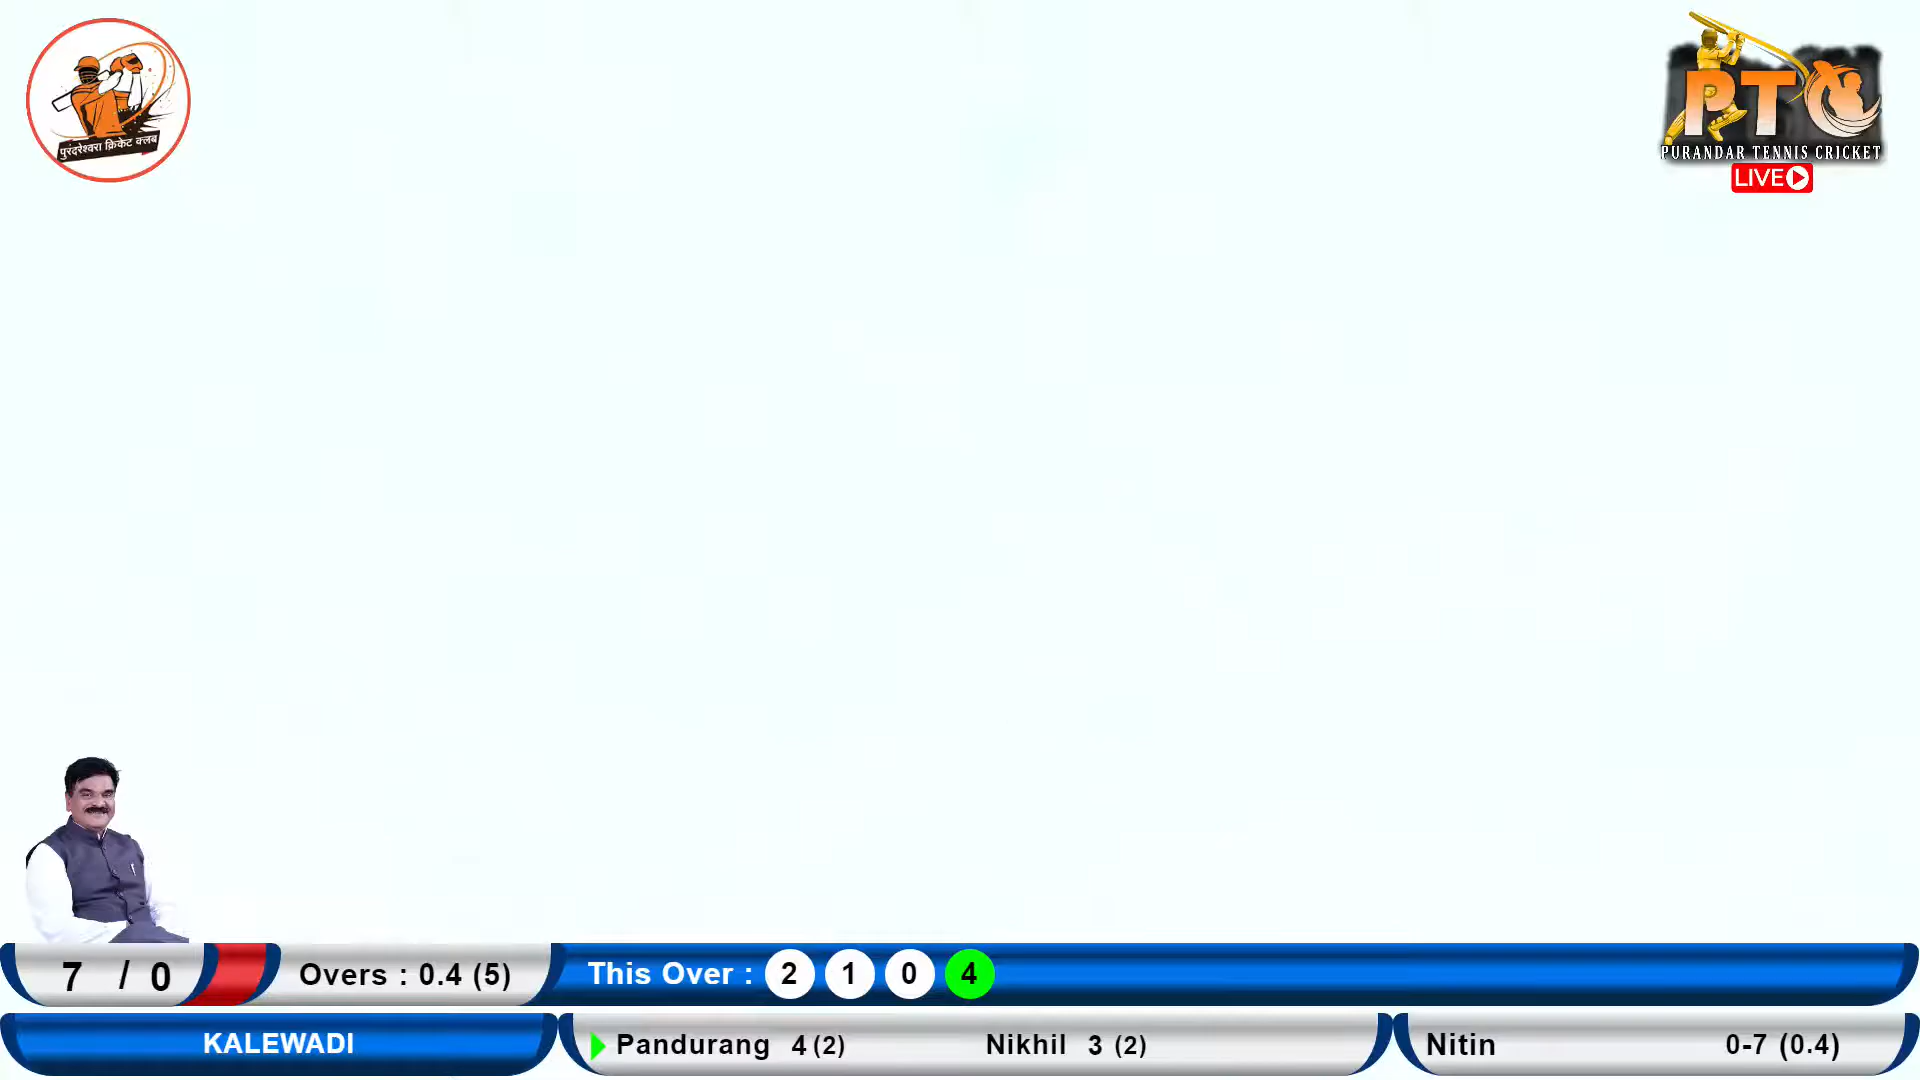 पुरंदरेश्वरा क्रिकेट क्लब
PTC
PURANDAR TENNIS CRICKET
LIVE
7 / 0
Overs : 0.4 (5)
This Over : 2 1 0 4
KALEWADI
Pandurang 4 (2) Nikhil 3 (2)
Nitin 0-7 (0.4)